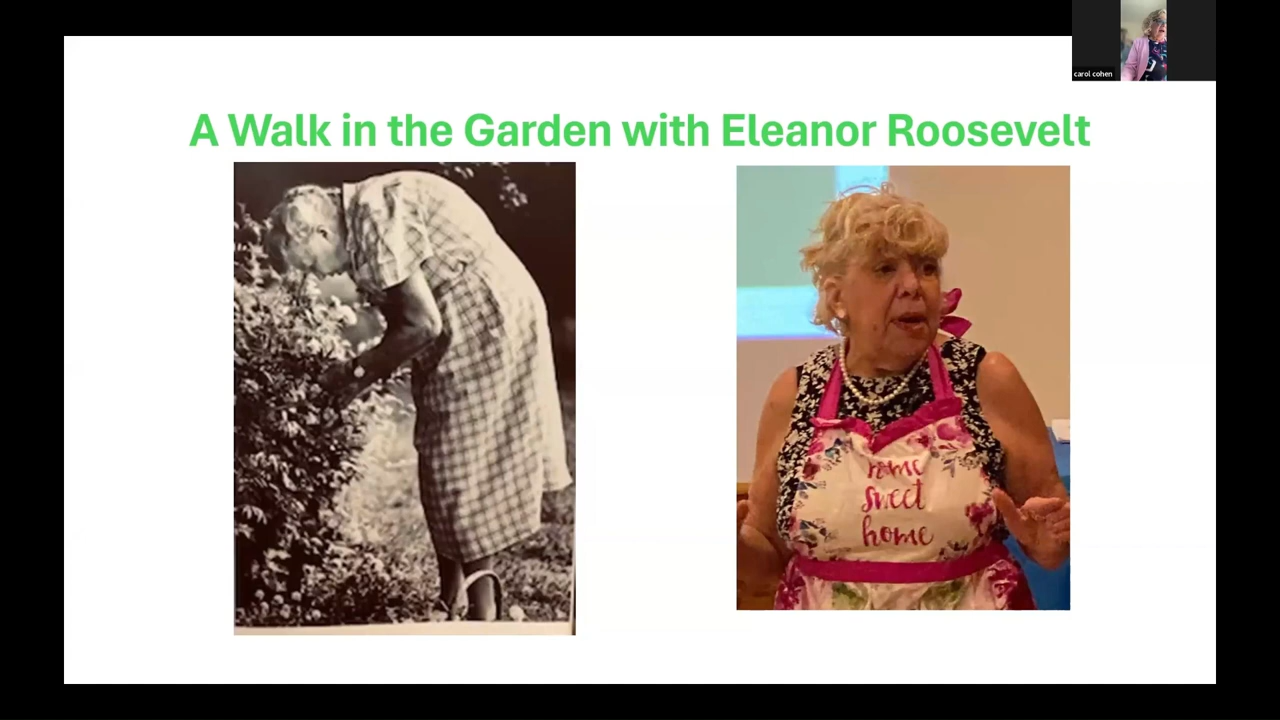 carol cohen
A Walk in the Garden with Eleanor Roosevelt
home
sweet
home